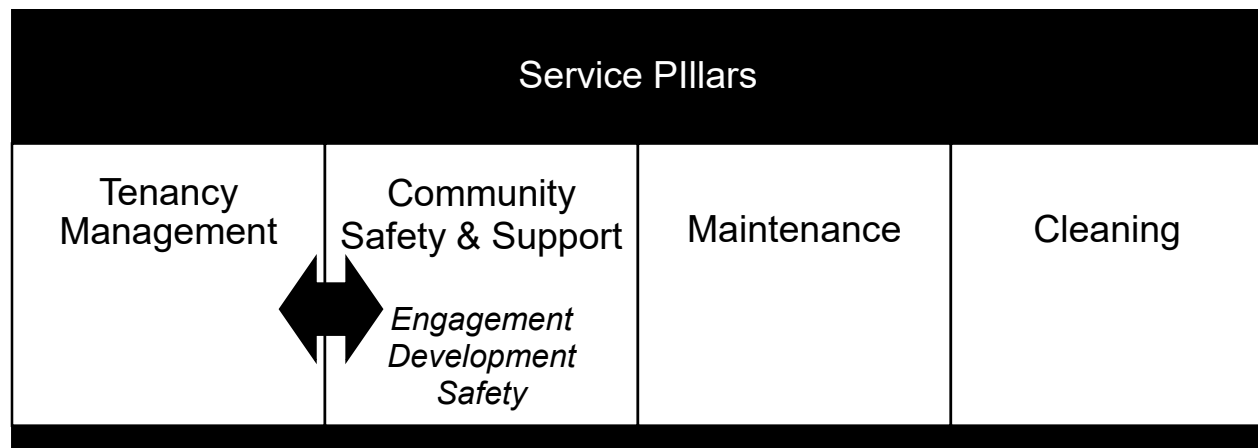 Service PIllars
Tenancy
Management
Community
Safety & Support
Engagement
Development
Safety
Maintenance
Cleaning